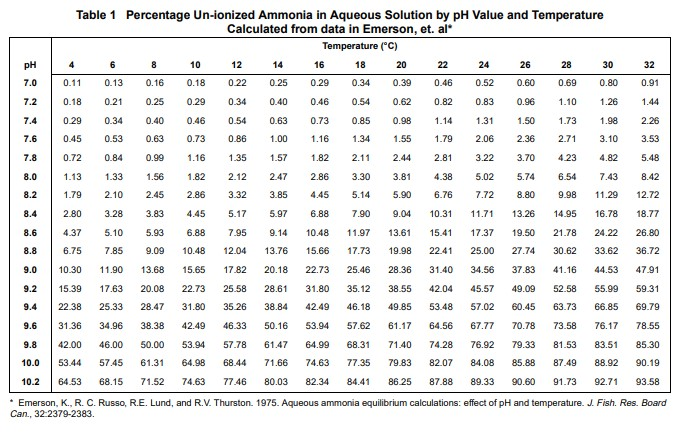 Table 1 Percentage Un-ionized Ammonia in Aqueous Solution by pH Value and Temperature
Calculated from data in Emerson, et. al*
Temperature (°C)
pH 4 6 8 10 12 14 16 18 20 22 24 26 28 30 32
7.0 0.11 0.13 0.16 0.18 0.22 0.25 0.29 0.34 0.39 0.46 0.52 0.60 0.69 0.80 0.91
7.2 0.18 0.21 0.25 0.29 0.34 0.40 0.46 0.54 0.62 0.82 0.83 0.96 1.10 1.26 1.44
7.4 0.29 0.34 0.40 0.46 0.54 0.63 0.73 0.85 0.98 1.14 1.31 1.50 1.73 1.98 2.26
7.6 0.45 0.53 0.63 0.73 0.86 1.00 1.16 1.34 1.55 1.79 2.06 2.36 2.71 3.10 3.53
7.8 0.72 0.84 0.99 1.16 1.35 1.57 1.82 2.11 2.44 2.81 3.22 3.70 4.23 4.82 5.48
8.0 1.13 1.33 1.56 1.82 2.12 2.47 2.86 3.30 3.81 4.38 5.02 5.74 6.54 7.43 8.42
8.2 1.79 2.10 2.45 2.86 3.32 3.85 4.45 5.14 5.90 6.76 7.72 8.80 9.98 11.29 12.72
8.4 2.80 3.28 3.83 4.45 5.17 5.97 6.88 7.90 9.04 10.31 11.71 13.26 14.95 16.78 18.77
8.6 4.37 5.10 5.93 6.88 7.95 9.14 10.48 11.97 13.61 15.41 17.37 19.50 21.78 24.22 26.80
8.8 6.75 7.85 9.09 10.48 12.04 13.76 15.66 17.73 19.98 22.41 25.00 27.74 30.62 33.62 36.72
9.0 10.30 11.90 13.68 15.65 17.82 20.18 22.73 25.46 28.36 31.40 34.56 37.83 41.16 44.53 47.91
9.2 15.39 17.63 20.08 22.73 25.58 28.61 31.80 35.12 38.55 42.04 45.57 49.09 52.58 55.99 59.31
9.4 22.38 25.33 28.47 31.80 35.26 38.84 42.49 46.18 49.85 53.48 57.02 60.45 63.73 66.85 69.79
9.6 31.36 34.96 38.38 42.49 46.33 50.16 53.94 57.62 61.17 64.56 67.77 70.78 73.58 76.17 78.55
9.8 42.00 46.00 50.00 53.94 57.78 61.47 64.99 68.31 71.40 74.28 76.92 79.33 81.53 83.51 85.30
10.0 53.44 57.45 61.31 64.98 68.44 71.66 74.63 77.35 79.83 82.07 84.08 85.88 87.49 88.92 90.19
10.2 64.53 68.15 71.52 74.63 77.46 80.03 82.34 84.41 86.25 87.88 89.33 90.60 91.73 92.71 93.58
* Emerson, K., R. C. Russo, R.E. Lund, and R.V. Thurston. 1975. Aqueous ammonia equilibrium calculations: effect of pH and temperature. J. Fish. Res. Board
Can., 32:2379-2383.